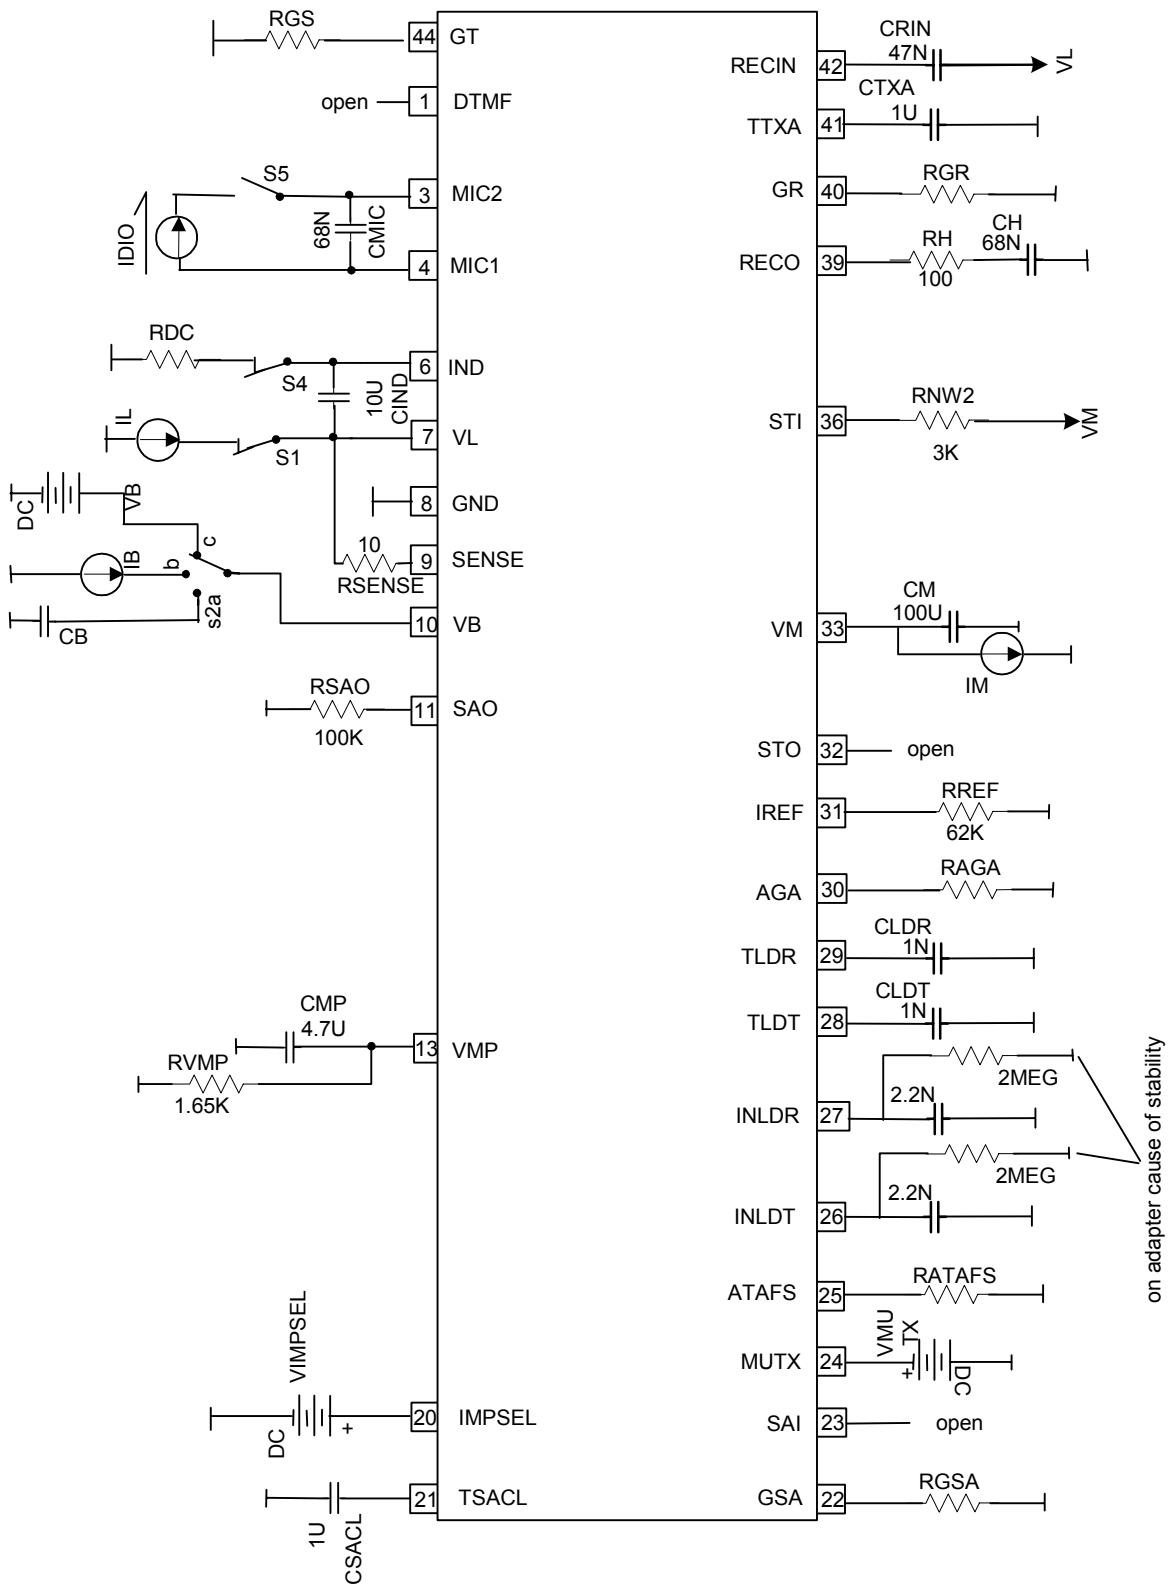 RGS
44 GT
open 1 DTMF
S5
3 MIC2
68N
CMIC
IDIO
4 MIC1
RDC
6 IND
S4
10U
CIND
IL
7 VL
S1
DC
VB
8 GND
10
9 SENSE
RSENSE
c
b
IB
s2a
CB
10 VB
RSAO
11 SAO
100K
CMP
4.7U
13 VMP
RVMP
1.65K
VIMPSEL
DC
+
20 IMPSEL
21 TSACL
1U
CSACL
CRIN
47N
RECIN 42
VL
CTXA
1U
TTXA 41
GR 40
RGR
RECO 39
RH
100
CH
68N
STI 36
RNW2
3K
VM
CM
100U
VM 33
IM
STO 32 open
RREF
IREF 31
62K
RAGA
AGA 30
CLDR
1N
TLDR 29
CLDT
1N
TLDT 28
2MEG
2.2N
INLDR 27
2MEG
2.2N
INLDT 26
on adapter cause of stability
RATAFS
ATAFS 25
VMU
TX
MUTX 24
+
DC
SAI 23 open
RGSA
GSA 22